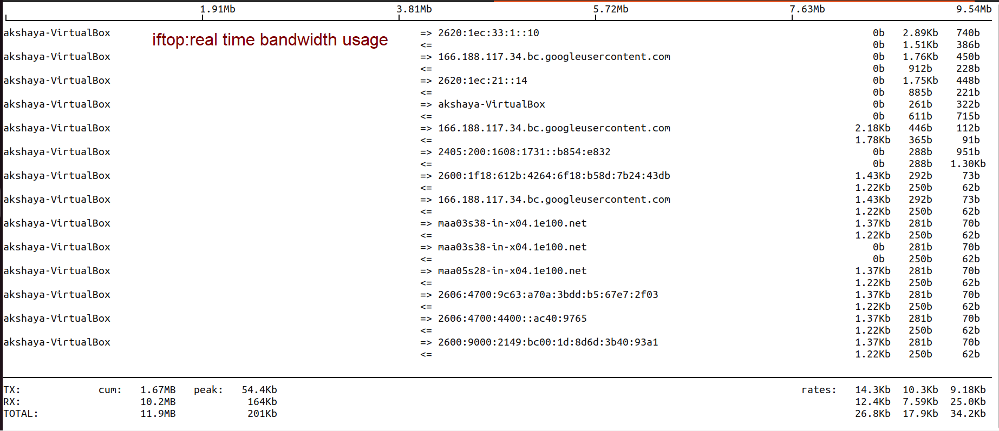 1.91Mb 3.81Mb 5.72Mb 7.63Mb 9.54Mb
akshaya-VirtualBox => 2620:1ec:33:1::10 0b 2.89Kb 740b
iftop:real time bandwidth usage
<= 0b 1.51Kb 386b
akshaya-VirtualBox => 166.188.117.34.bc.googleusercontent.com 0b 1.76Kb 450b
<= 0b 912b 228b
akshaya-VirtualBox => 2620:1ec:21::14 0b 1.75Kb 448b
<= 0b 885b 221b
akshaya-VirtualBox => akshaya-VirtualBox 0b 261b 322b
<= 0b 611b 715b
akshaya-VirtualBox => 166.188.117.34.bc.googleusercontent.com 2.18Kb 446b 112b
<= 1.78Kb 365b 91b
akshaya-VirtualBox => 2405:200:1608:1731::b854:e832 0b 288b 951b
<= 0b 288b 1.30Kb
akshaya-VirtualBox => 2600:1f18:612b:4264:6f18:b58d:7b24:43db 1.43Kb 292b 73b
<= 1.22Kb 250b 62b
akshaya-VirtualBox => 166.188.117.34.bc.googleusercontent.com 1.43Kb 292b 73b
<= 1.22Kb 250b 62b
akshaya-VirtualBox => maa03s38-in-x04.1e100.net 1.37Kb 281b 70b
<= 1.22Kb 250b 62b
akshaya-VirtualBox => maa03s38-in-x04.1e100.net 0b 281b 70b
<= 0b 250b 62b
akshaya-VirtualBox => maa05s28-in-x04.1e100.net 1.37Kb 281b 70b
<= 1.22Kb 250b 62b
akshaya-VirtualBox => 2606:4700:9c63:a70a:3bdd:b5:67e7:2f03 1.37Kb 281b 70b
<= 1.22Kb 250b 62b
akshaya-VirtualBox => 2606:4700:4400::ac40:9765 1.37Kb 281b 70b
<= 1.22Kb 250b 62b
akshaya-VirtualBox => 2600:9000:2149:bc00:1d:8d6d:3b40:93a1 1.37Kb 281b 70b
<= 1.22Kb 250b 62b
TX: cum: 1.67MB peak: 54.4Kb rates: 14.3Kb 10.3Kb 9.18Kb
RX: 10.2MB 164Kb 12.4Kb 7.59Kb 25.0Kb
TOTAL: 11.9MB 201Kb 26.8Kb 17.9Kb 34.2Kb